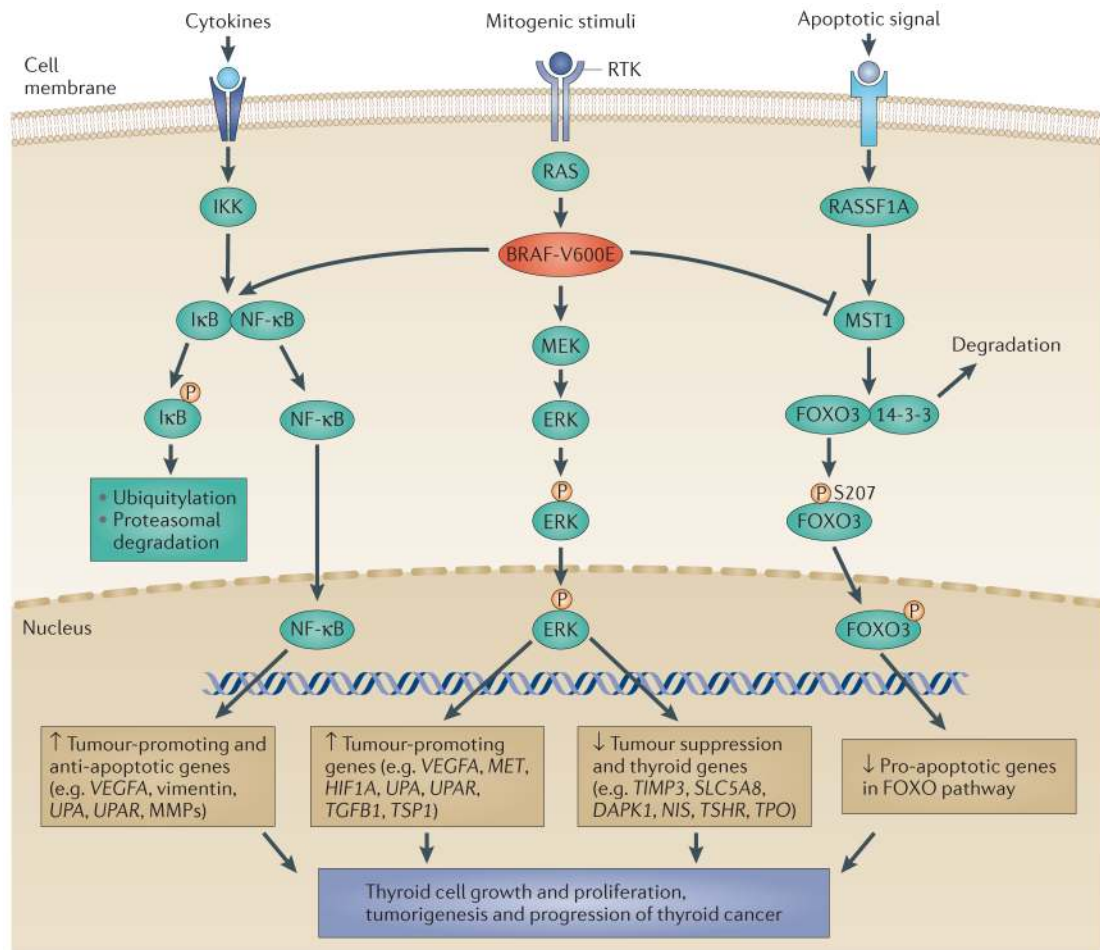 Cytokines
Mitogenic stimuli
Apoptotic signal
Cell
membrane
RTK
RAS
IKK
RASSF1A
BRAF-V600E
IκB
NF-κB
MST1
MEK
Degradation
P
IκB
NF-κB
ERK
FOXO3
14-3-3
• Ubiquitylation
• Proteasomal
degradation
P
ERK
P S207
FOXO3
Nucleus
NF-κB
P
ERK
P
FOXO3
↑ Tumour-promoting and
anti-apoptotic genes
(e.g. VEGFA, vimentin,
UPA, UPAR, MMPs)
↑ Tumour-promoting
genes (e.g. VEGFA, MET,
HIF1A, UPA, UPAR,
TGFB1, TSP1)
↓ Tumour suppression
and thyroid genes
(e.g. TIMP3, SLC5A8,
DAPK1, NIS, TSHR, TPO)
↓ Pro-apoptotic genes
in FOXO pathway
Thyroid cell growth and proliferation,
tumorigenesis and progression of thyroid cancer